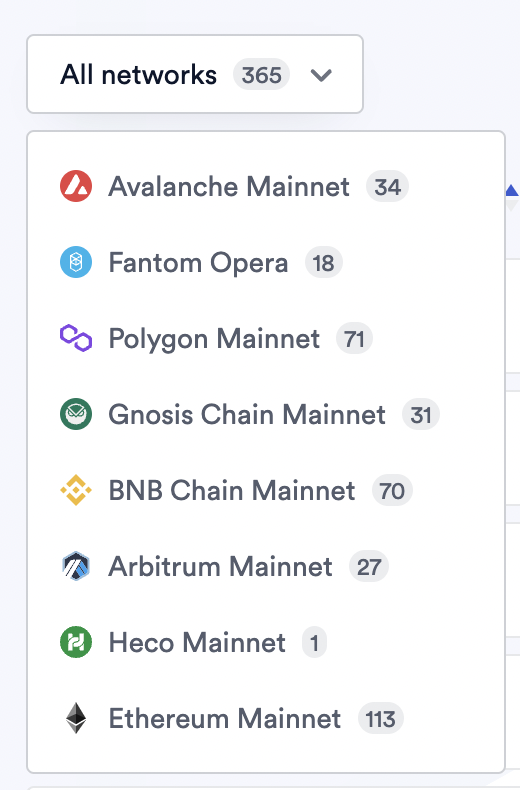 All networks 365
Avalanche Mainnet 34
Fantom Opera 18
Polygon Mainnet 71
Gnosis Chain Mainnet 31
BNB Chain Mainnet 70
Arbitrum Mainnet 27
Heco Mainnet 1
Ethereum Mainnet 113